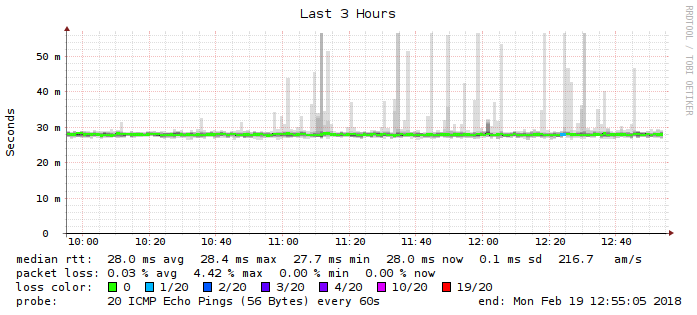 Last 3 Hours
RRDTOOL / TOBI OETIKER
Seconds
50 m
40 m
30 m
20 m
10 m
0
10:00 10:20 10:40 11:00 11:20 11:40 12:00 12:20 12:40
median rtt: 28.0 ms avg 28.4 ms max 27.7 ms min 28.0 ms now 0.1 ms sd 216.7 am/s
packet loss: 0.03 % avg 4.42 % max 0.00 % min 0.00 % now
loss color: 0 1/20 2/20 3/20 4/20 10/20 19/20
probe: 20 ICMP Echo Pings (56 Bytes) every 60s end: Mon Feb 19 12:55:05 2018